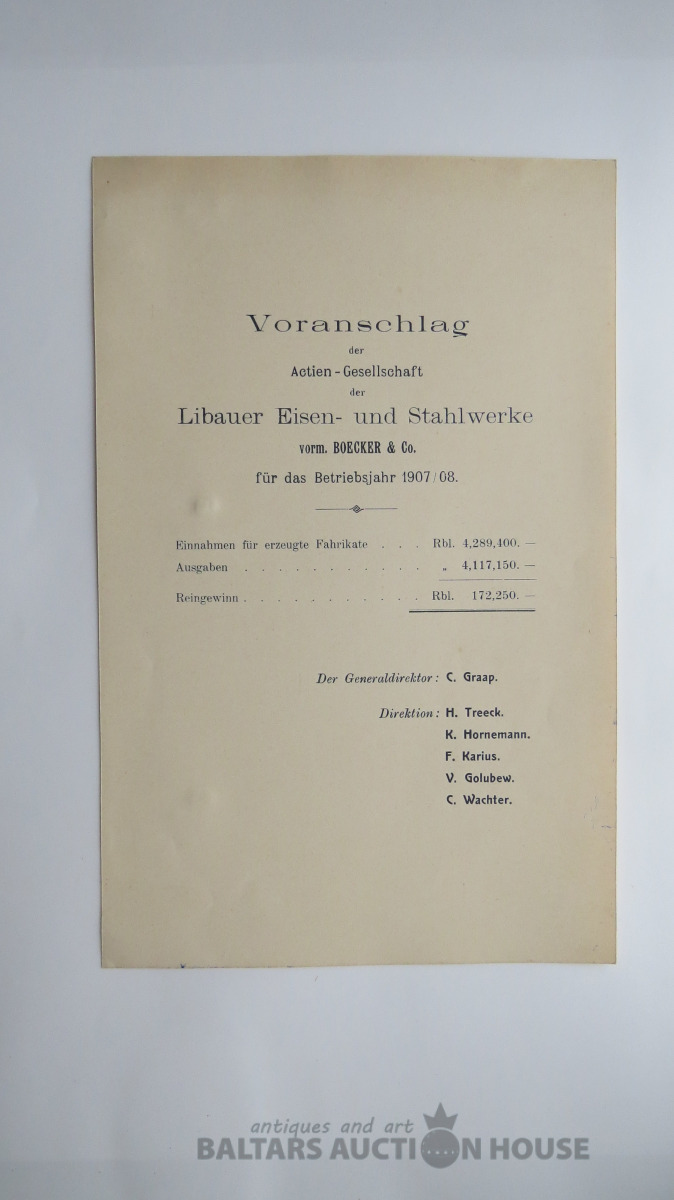 Voranschlag
der
Actien-Gesellschaft
der
Libauer Eisen- und Stahlwerke
vorm. BOECKER & Co.
für das Betriebsjahr 1907/08.
Einnahmen für erzeugte Fahrikate . . . Rbl. 4,289,400. —
Ausgaben . . . . . . . . . . . „ 4,117,150. —
Reingewinn . . . . . . . . . . . Rbl. 172,250. —
Der Generaldirektor: C. Graap.
Direktion: H. Treeck.
K. Hornemann.
F. Karius.
V. Golubew.
C. Wachter.
antiques and art
BALTARS AUCTION HOUSE